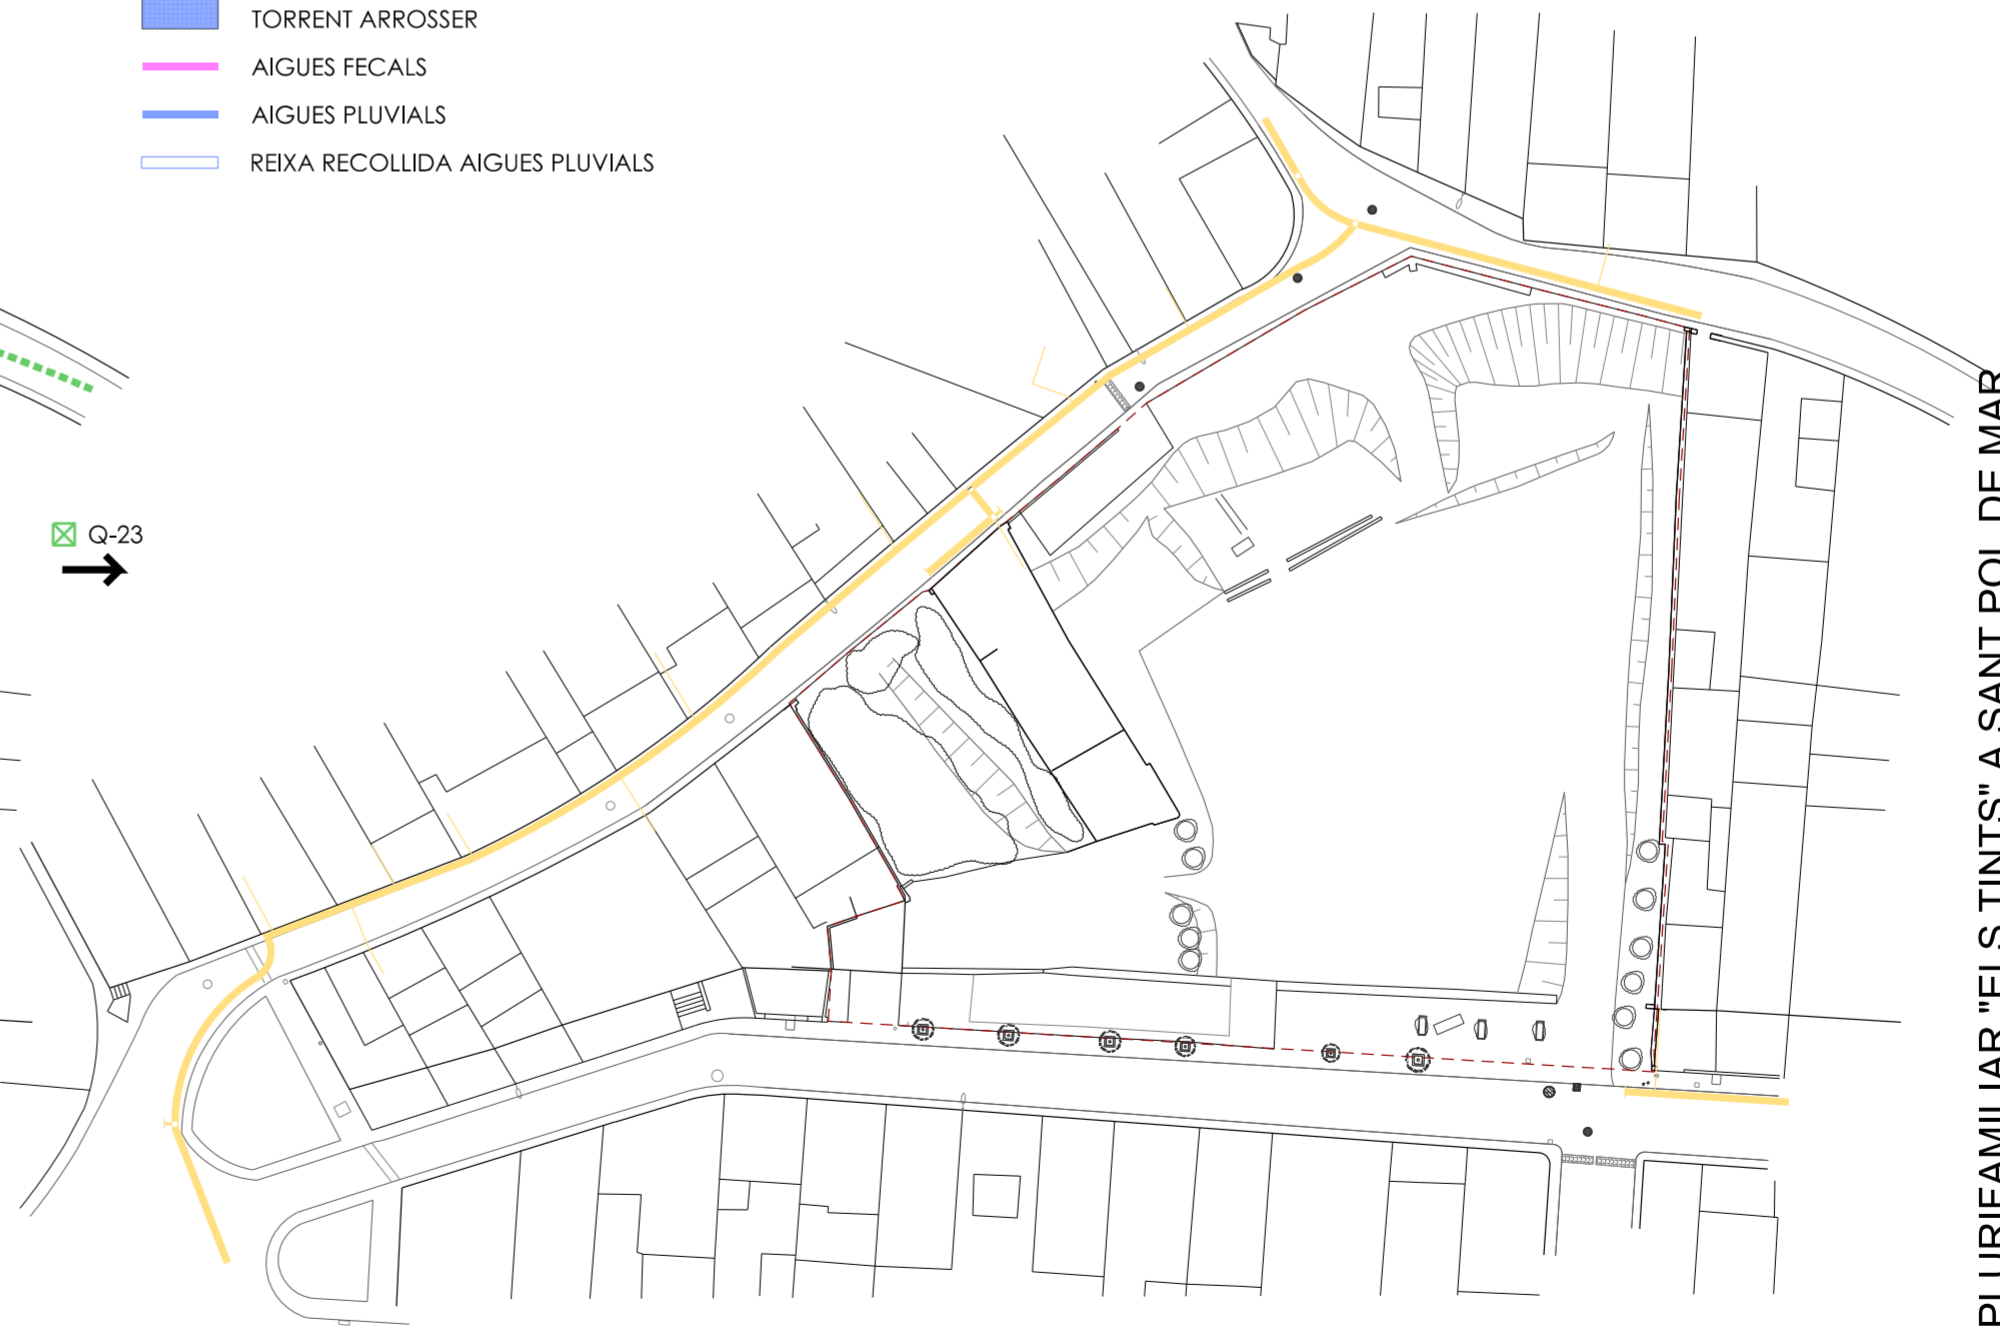 TORRENT ARROSSER
AIGUES FECALS
AIGUES PLUVIALS
REIXA RECOLLIDA AIGUES PLUVIALS
Q-23
PLURIFAMILIAR "ELS TINTS" A SANT POL DE MAR